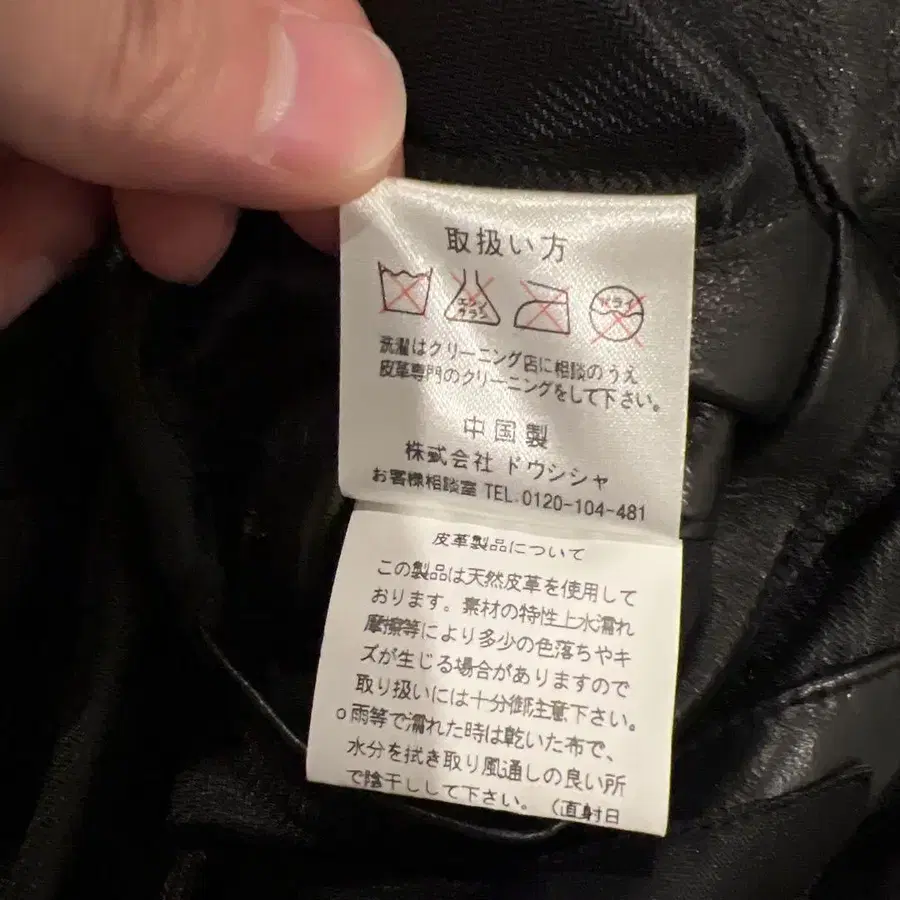 取扱い方
エンソ
サラシ
ドライ
洗濯はクリーニング店に相談のうえ
皮革専門のクリーニングをして下さい。
中国製
株式会社 ドウシシャ
お客様相談室 TEL.0120-104-481
皮革製品について
この製品は天然皮革を使用して
おります。素材の特性上水濡れ
摩擦等により多少の色落ちやキ
ズが生じる場合がありますので
取り扱いには十分御注意下さい。
○雨等で濡れた時は乾いた布で、
水分を拭き取り風通しの良い所
で陰干しして下さい。(直射日